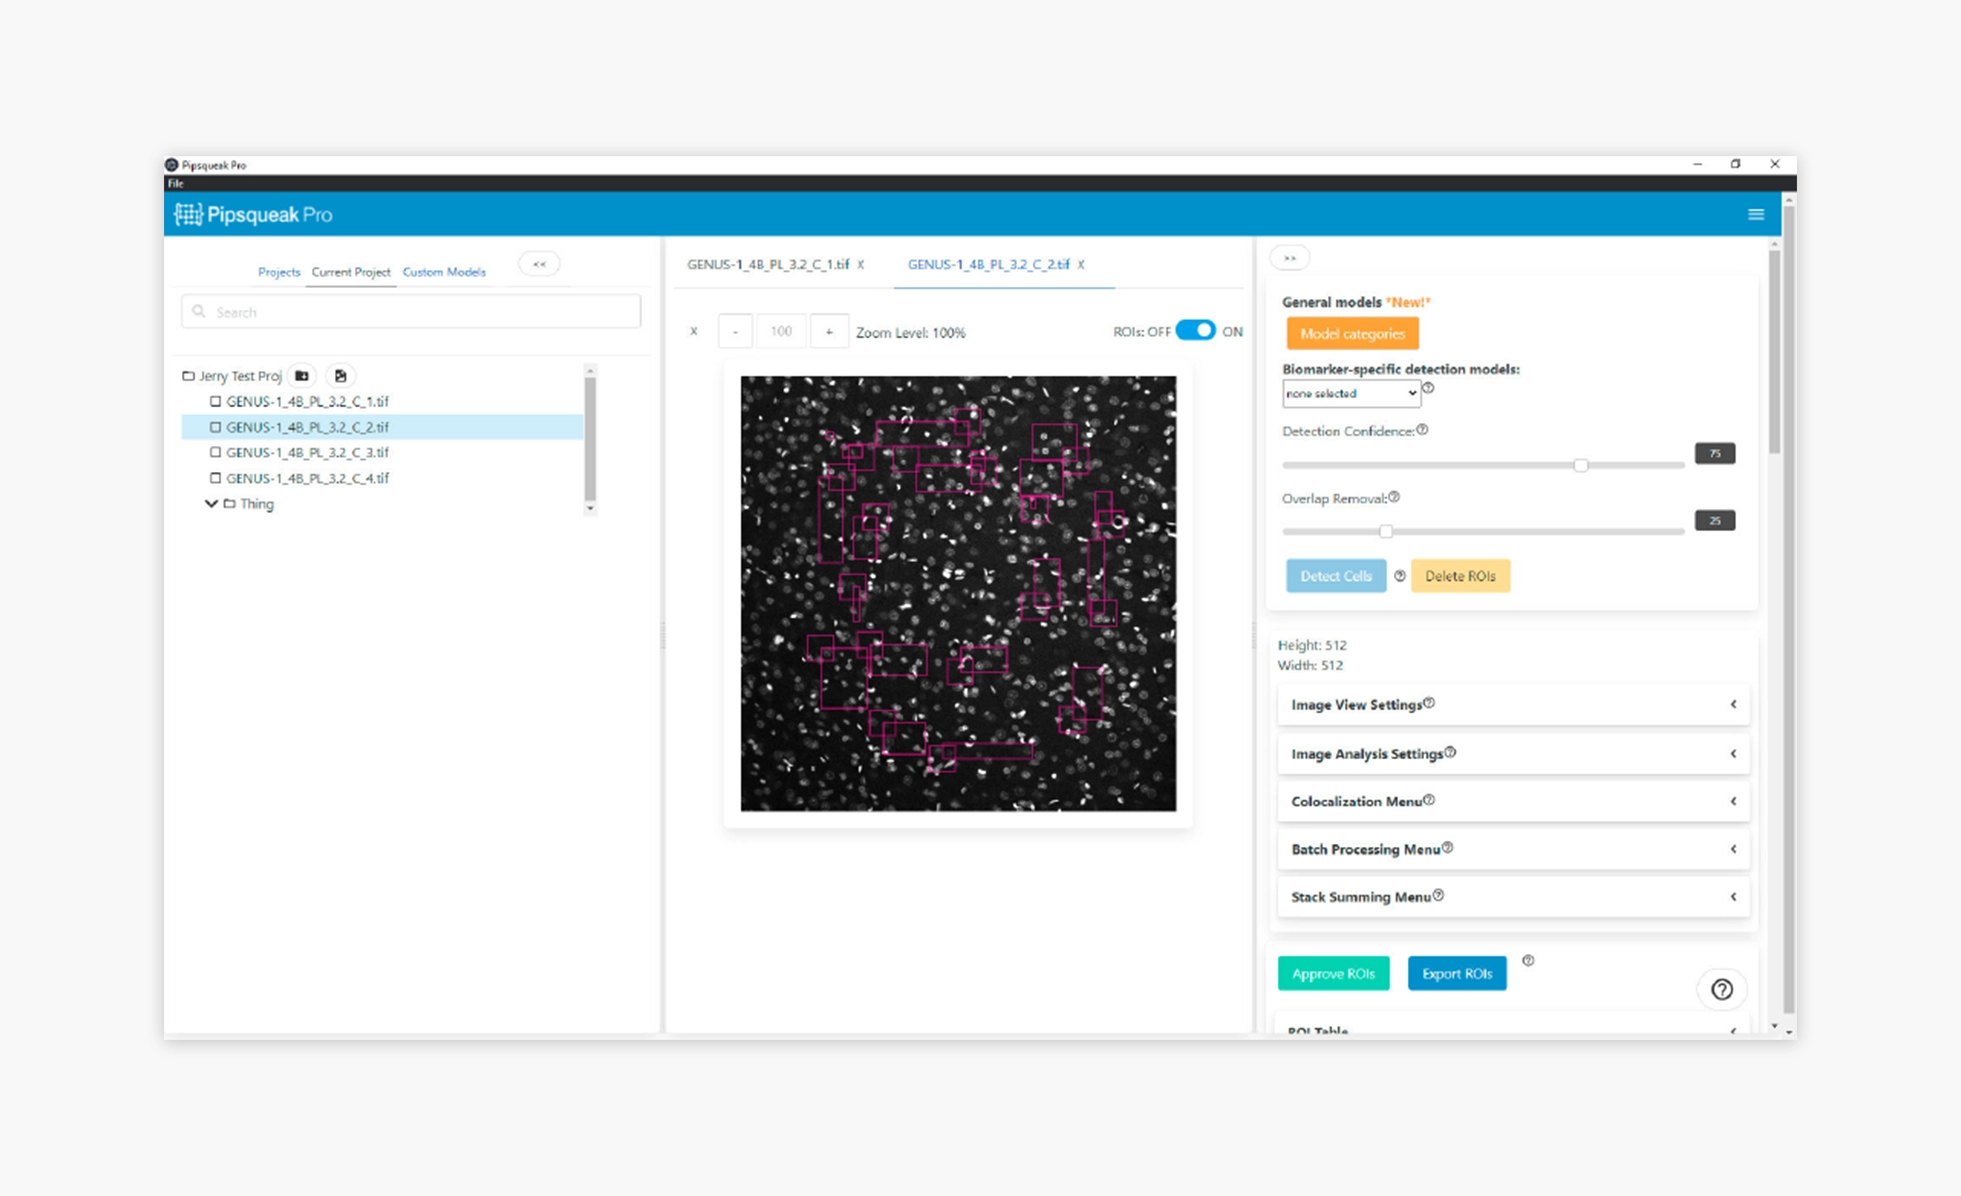 Pipsqueak Pro
File
Pipsqueak Pro
Projects Current Project Custom Models <<
Search
Jerry Test Proj
GENUS-1_4B_PL_3.2_C_1.tif
GENUS-1_4B_PL_3.2_C_2.tif
GENUS-1_4B_PL_3.2_C_3.tif
GENUS-1_4B_PL_3.2_C_4.tif
Thing
GENUS-1_4B_PL_3.2_C_1.tif X GENUS-1_4B_PL_3.2_C_2.tif X
X - 100 + Zoom Level: 100% ROIs: OFF ON
>>
General models *New!*
Model categories
Biomarker-specific detection models:
none selected
Detection Confidence:
75
Overlap Removal:
25
Detect Cells Delete ROIs
Height: 512
Width: 512
Image View Settings
Image Analysis Settings
Colocalization Menu
Batch Processing Menu
Stack Summing Menu
Approve ROIs Export ROIs
ROI Table